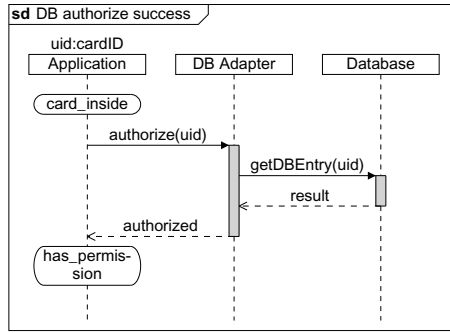 sd DB authorize success
uid:cardID
Application
DB Adapter
Database
card_inside
authorize(uid)
getDBEntry(uid)
result
authorized
has_permis-
sion